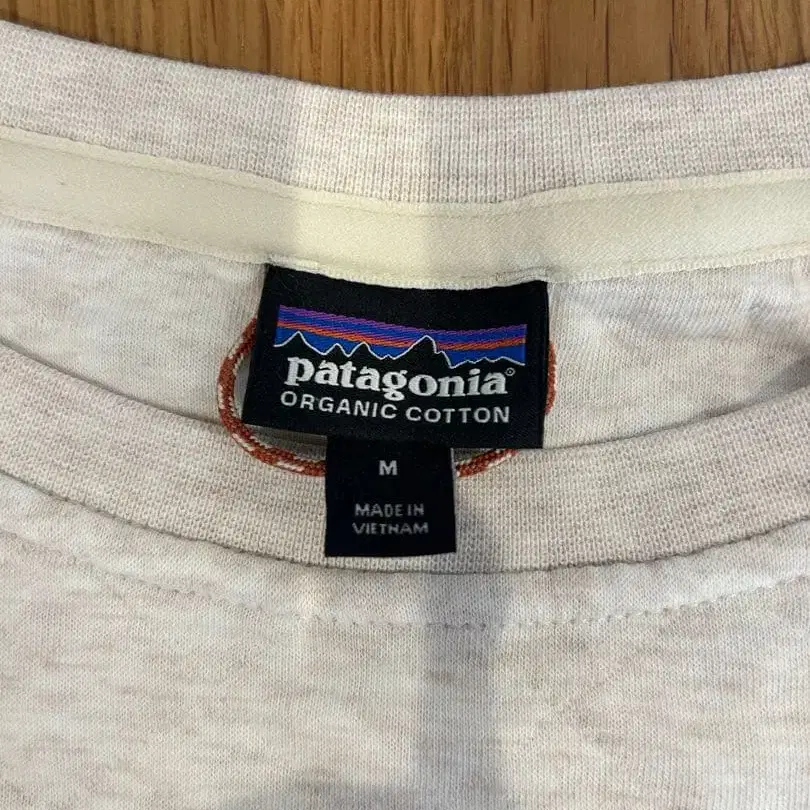 patagonia®
ORGANIC COTTON
M
MADE IN
VIETNAM